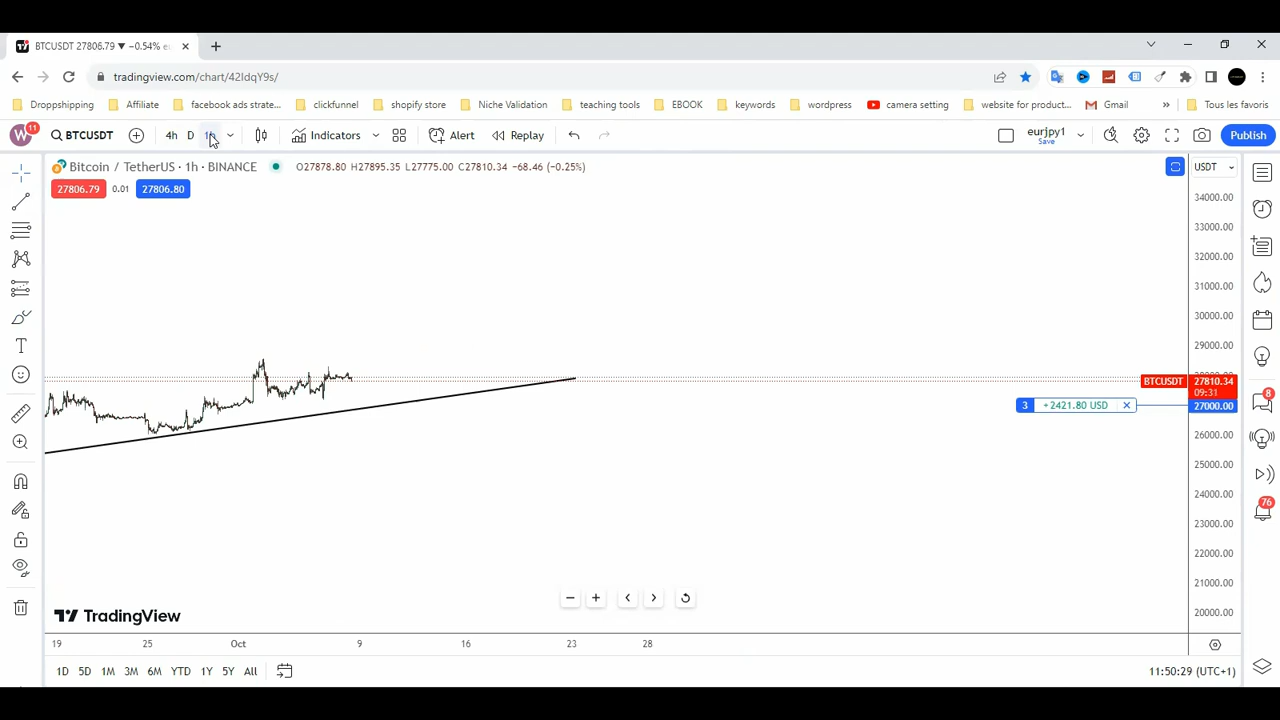 BTCUSDT 27806.79 ▼ −0.54%
tradingview.com/chart/42IdqY9s/
Droppshipping Affiliate facebook ads strate... clickfunnel shopify store Niche Validation teaching tools EBOOK keywords wordpress camera setting website for product... Gmail » Tous les favoris
W 11 BTCUSDT 4h D Indicators Alert Replay eurjpy1 Save Publish
Bitcoin / TetherUS · 1h · BINANCE O27878.80 H27895.35 L27775.00 C27810.34 −68.46 (−0.25%) USDT
27806.79 0.01 27806.80
34000.00
33000.00
32000.00
31000.00
30000.00
29000.00
BTCUSDT 27810.34
09:31
3 +2421.80 USD 27000.00
8
26000.00
25000.00
24000.00
76
23000.00
22000.00
21000.00
20000.00
TradingView
19 25 Oct 9 16 23 28
1D 5D 1M 3M 6M YTD 1Y 5Y All 11:50:29 (UTC+1)